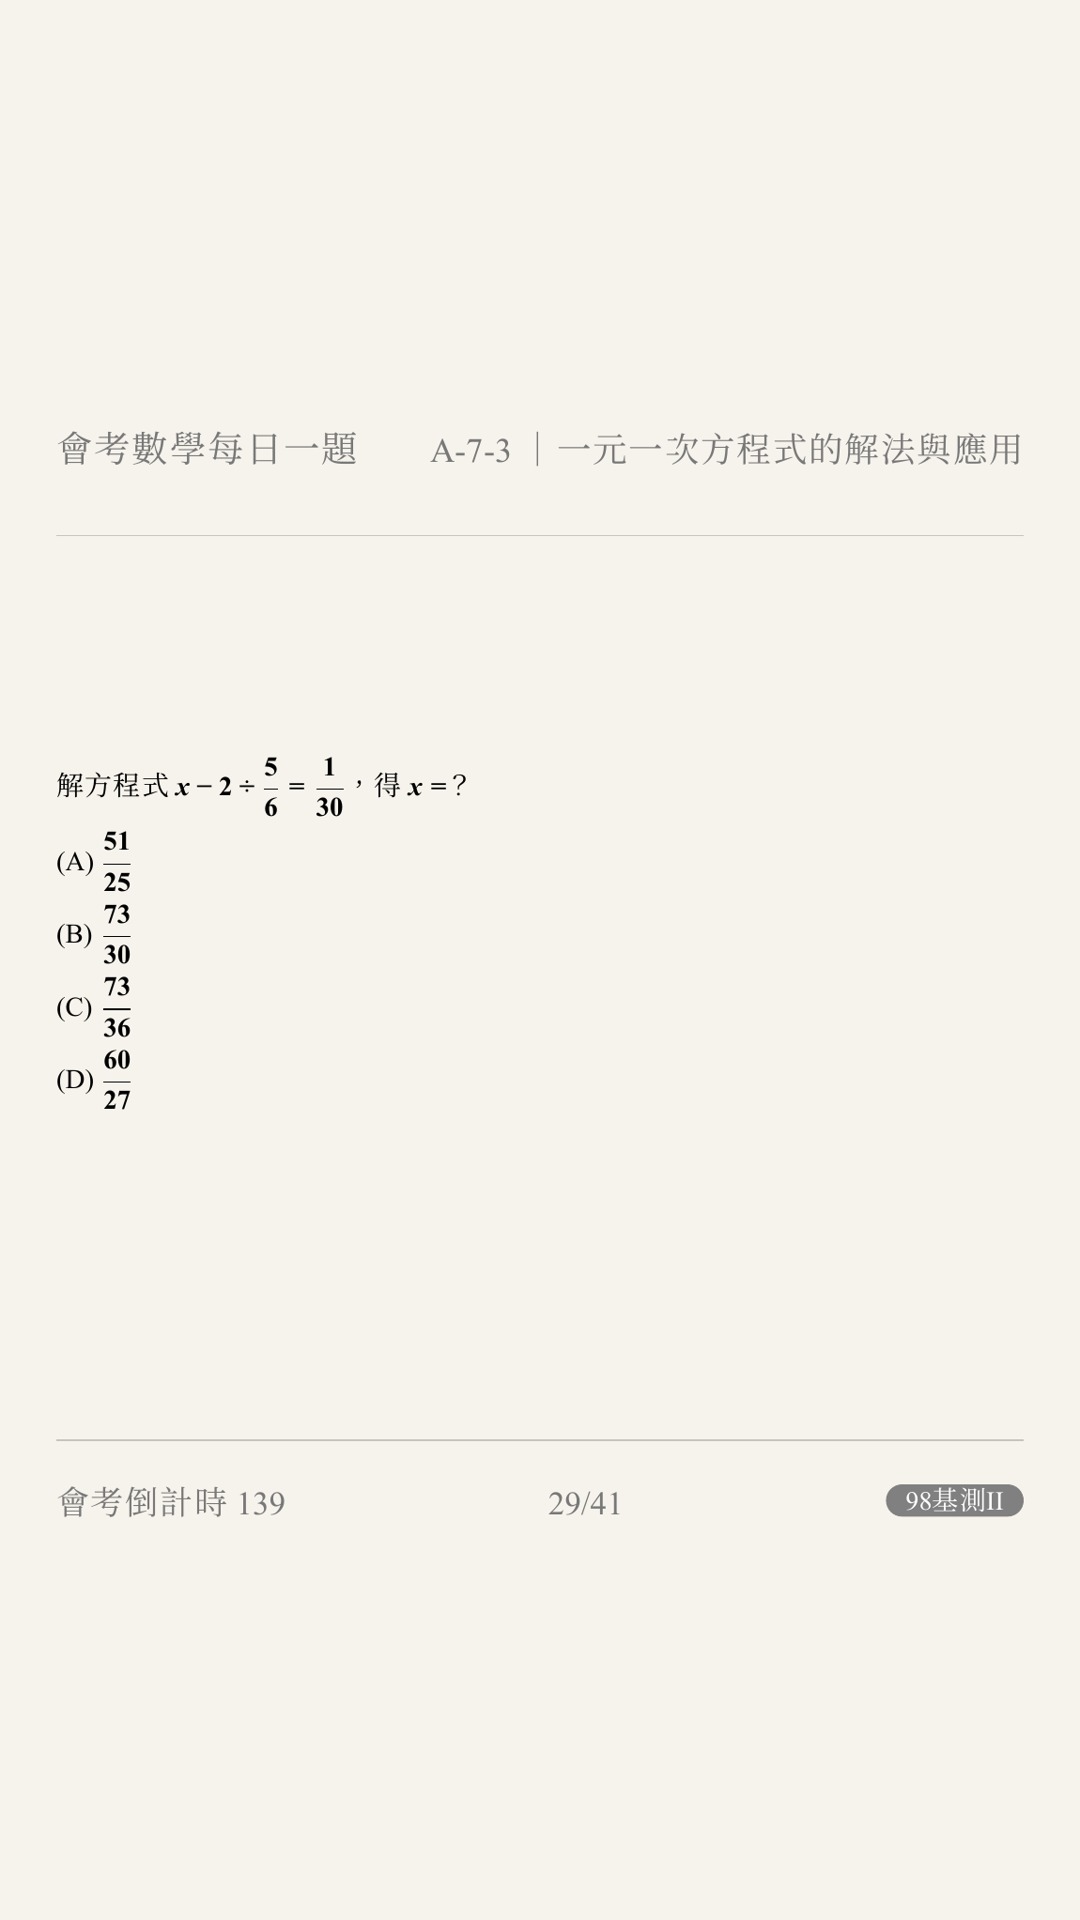 會考數學每日一題 A-7-3｜一元一次方程式的解法與應用
解方程式 x − 2 ÷ 5/6 = 1/30，得 x =？
(A) 51/25
(B) 73/30
(C) 73/36
(D) 60/27
會考倒計時 139 29/41 98基測II